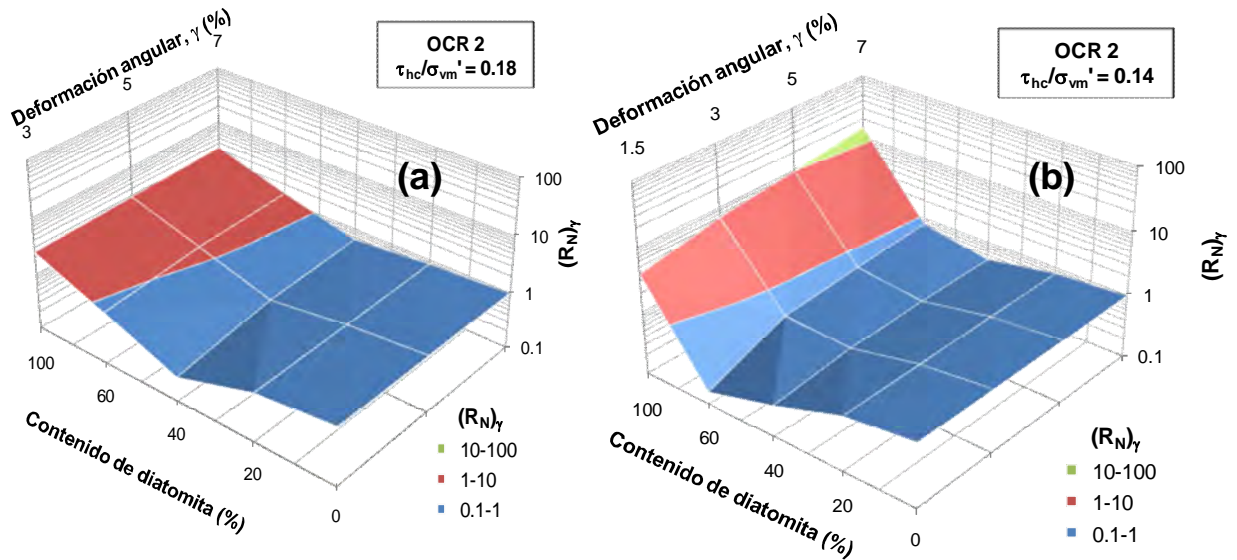 Deformación angular, γ (%)
3
5
7
OCR 2
τhc/σvm' = 0.18
(a)
100
10
1
0.1
(RN)γ
100
60
40
20
0
Contenido de diatomita (%)
(RN)γ
10-100
1-10
0.1-1
Deformación angular, γ (%)
1.5
3
5
7
OCR 2
τhc/σvm' = 0.14
(b)
100
10
1
0.1
(RN)γ
100
60
40
20
0
Contenido de diatomita (%)
(RN)γ
10-100
1-10
0.1-1